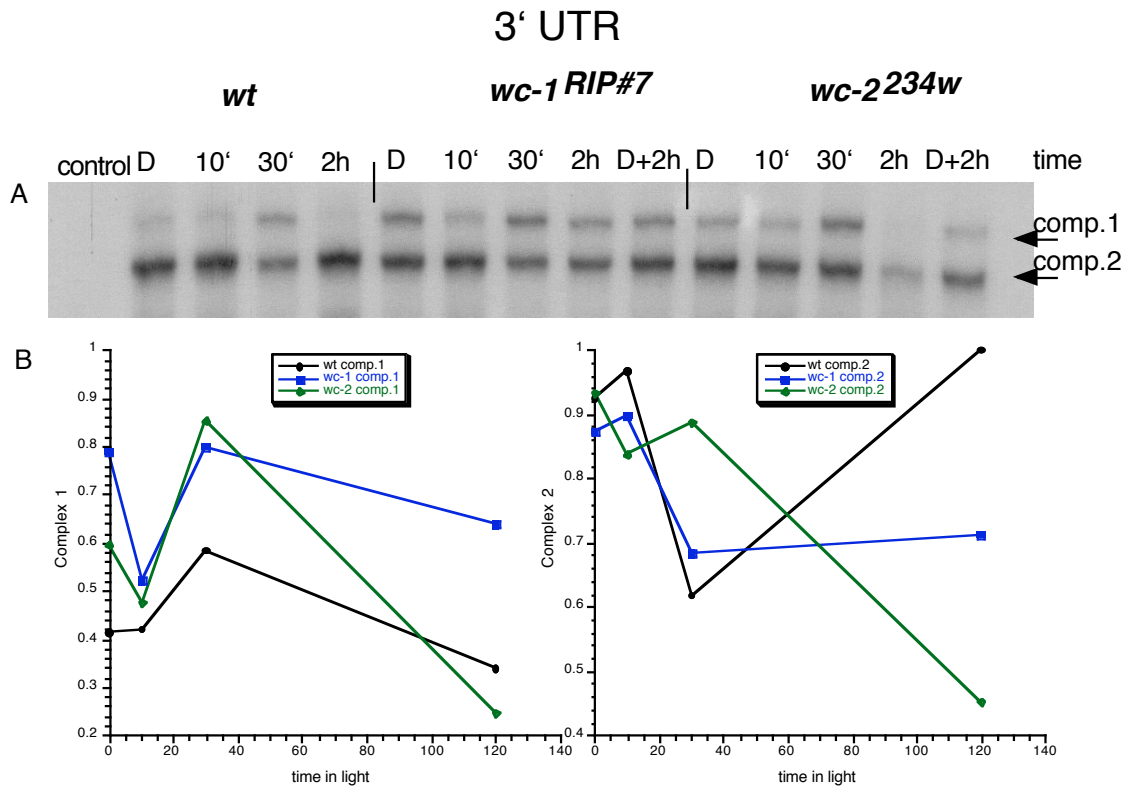 3‘ UTR
wt wc-1 RIP#7 wc-2 234w
control D 10‘ 30‘ 2h D 10‘ 30‘ 2h D+2h D 10‘ 30‘ 2h D+2h time
A
comp.1
comp.2
B
wt comp.1
wc-1 comp.1
wc-2 comp.1
Complex 1
1
0.9
0.8
0.7
0.6
0.5
0.4
0.3
0.2
0 20 40 60 80 100 120 140
time in light
wt comp.2
wc-1 comp.2
wc-2 comp.2
Complex 2
1
0.9
0.8
0.7
0.6
0.5
0.4
0 20 40 60 80 100 120 140
time in light